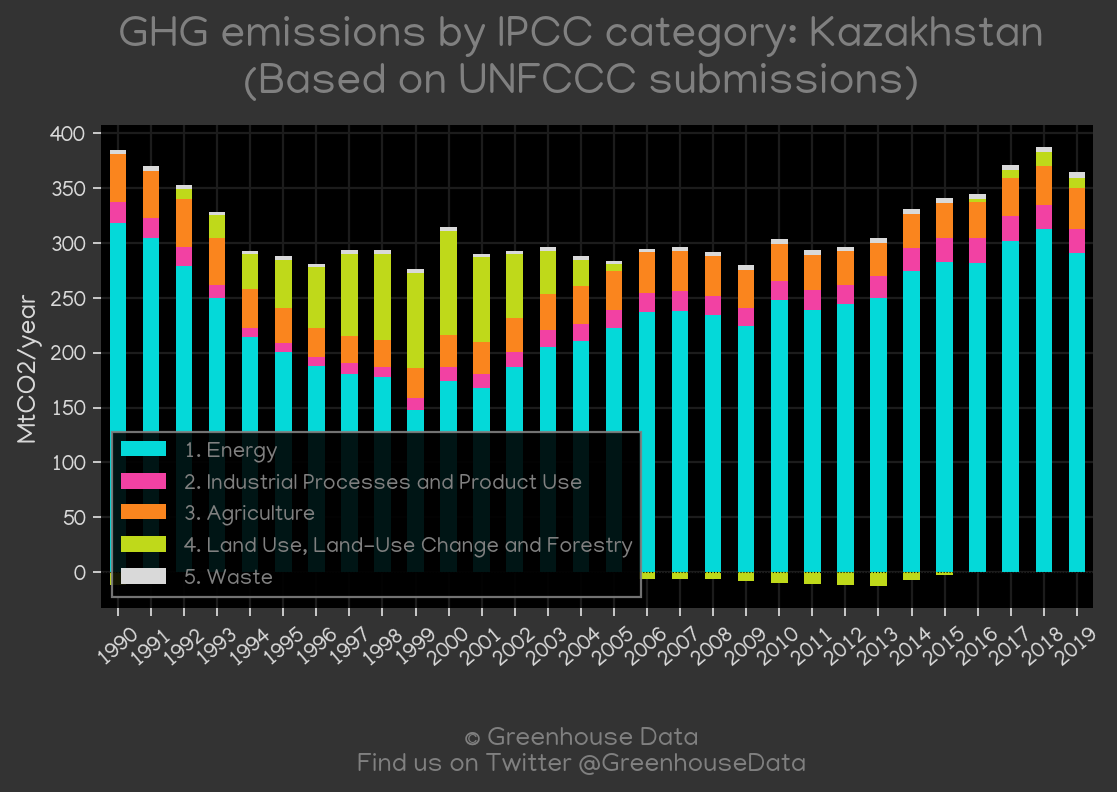 GHG emissions by IPCC category: Kazakhstan
(Based on UNFCCC submissions)
MtCO2/year
400
350
300
250
200
150
100
50
0
1. Energy
2. Industrial Processes and Product Use
3. Agriculture
4. Land Use, Land-Use Change and Forestry
5. Waste
1990 1991 1992 1993 1994 1995 1996 1997 1998 1999 2000 2001 2002 2003 2004 2005 2006 2007 2008 2009 2010 2011 2012 2013 2014 2015 2016 2017 2018 2019
© Greenhouse Data
Find us on Twitter @GreenhouseData